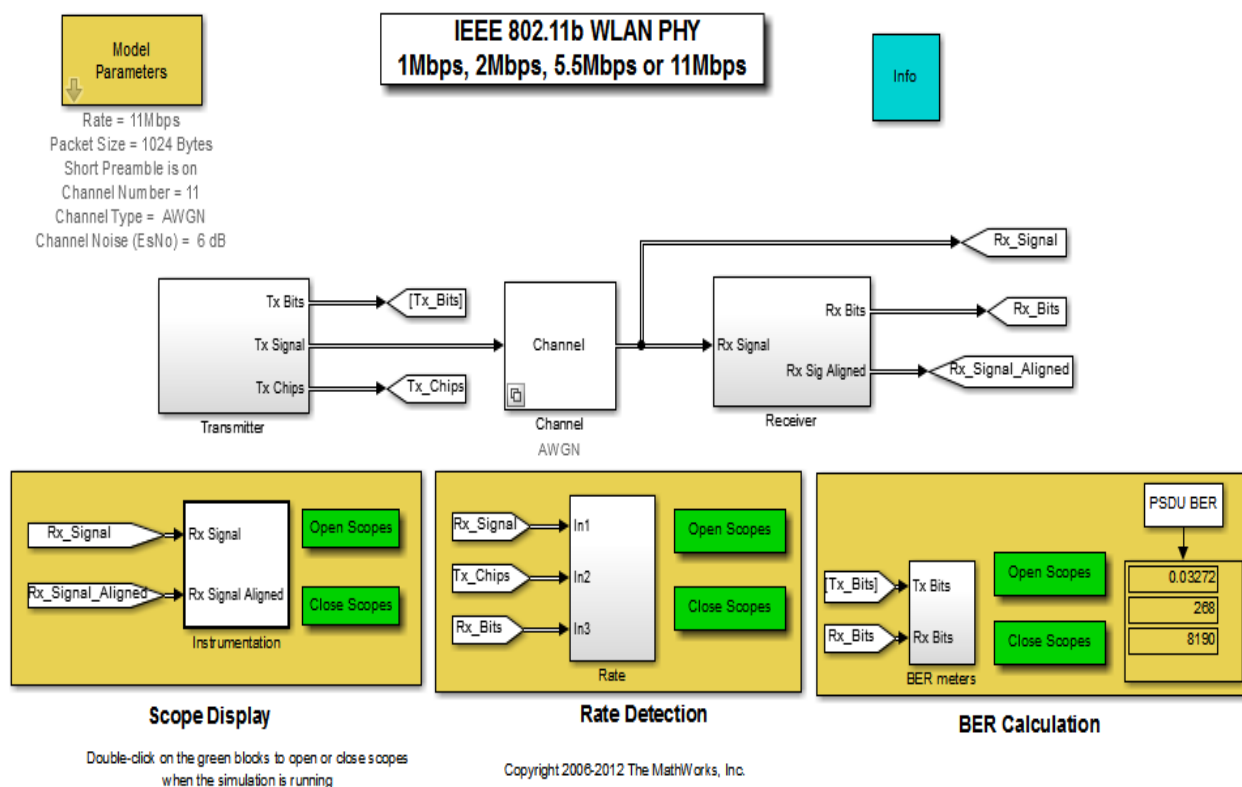 Model
Parameters
IEEE 802.11b WLAN PHY
1Mbps, 2Mbps, 5.5Mbps or 11Mbps
Info
Rate = 11Mbps
Packet Size = 1024 Bytes
Short Preamble is on
Channel Number = 11
Channel Type = AWGN
Channel Noise (EsNo) = 6 dB
Rx_Signal
Tx Bits
[Tx_Bits]
Tx Signal
Tx Chips
Tx_Chips
Transmitter
Channel
Channel
AWGN
Rx Signal
Rx Bits
Rx Sig Aligned
Receiver
Rx_Bits
Rx_Signal_Aligned
Rx_Signal
Rx Signal
Rx_Signal_Aligned
Rx Signal Aligned
Instrumentation
Open Scopes
Close Scopes
Scope Display
Rx_Signal
In1
Tx_Chips
In2
Rx_Bits
In3
Rate
Open Scopes
Close Scopes
Rate Detection
[Tx_Bits]
Tx Bits
Rx_Bits
Rx Bits
BER meters
Open Scopes
Close Scopes
PSDU BER
0.03272
268
8190
BER Calculation
Double-click on the green blocks to open or close scopes
when the simulation is running
Copyright 2006-2012 The MathWorks, Inc.